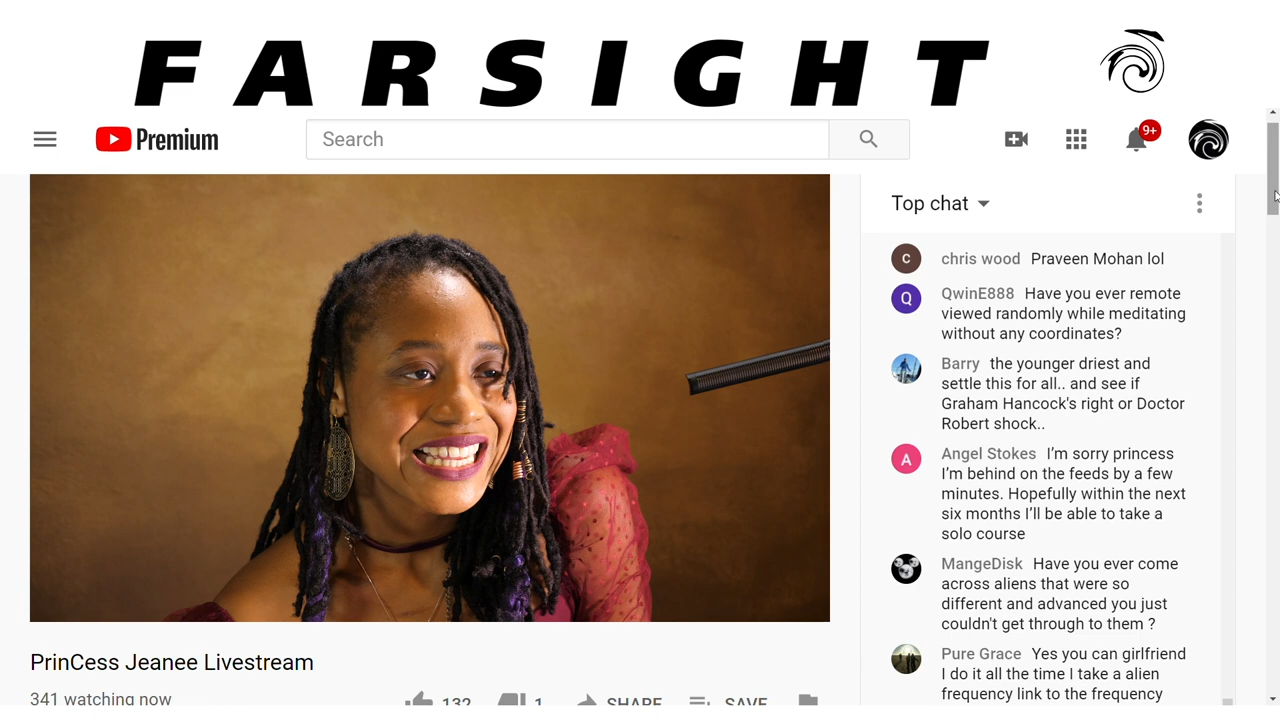 FARSIGHT
Premium
Search
9+
Top chat
C chris wood Praveen Mohan lol
Q QwinE888 Have you ever remote
viewed randomly while meditating
without any coordinates?
Barry the younger driest and
settle this for all.. and see if
Graham Hancock's right or Doctor
Robert shock..
A Angel Stokes I'm sorry princess
I'm behind on the feeds by a few
minutes. Hopefully within the next
six months I'll be able to take a
solo course
MangeDisk Have you ever come
across aliens that were so
different and advanced you just
couldn't get through to them ?
Pure Grace Yes you can girlfriend
I do it all the time I take a alien
frequency link to the frequency
PrinCess Jeanee Livestream
341 watching now
132
1
SHARE
SAVE